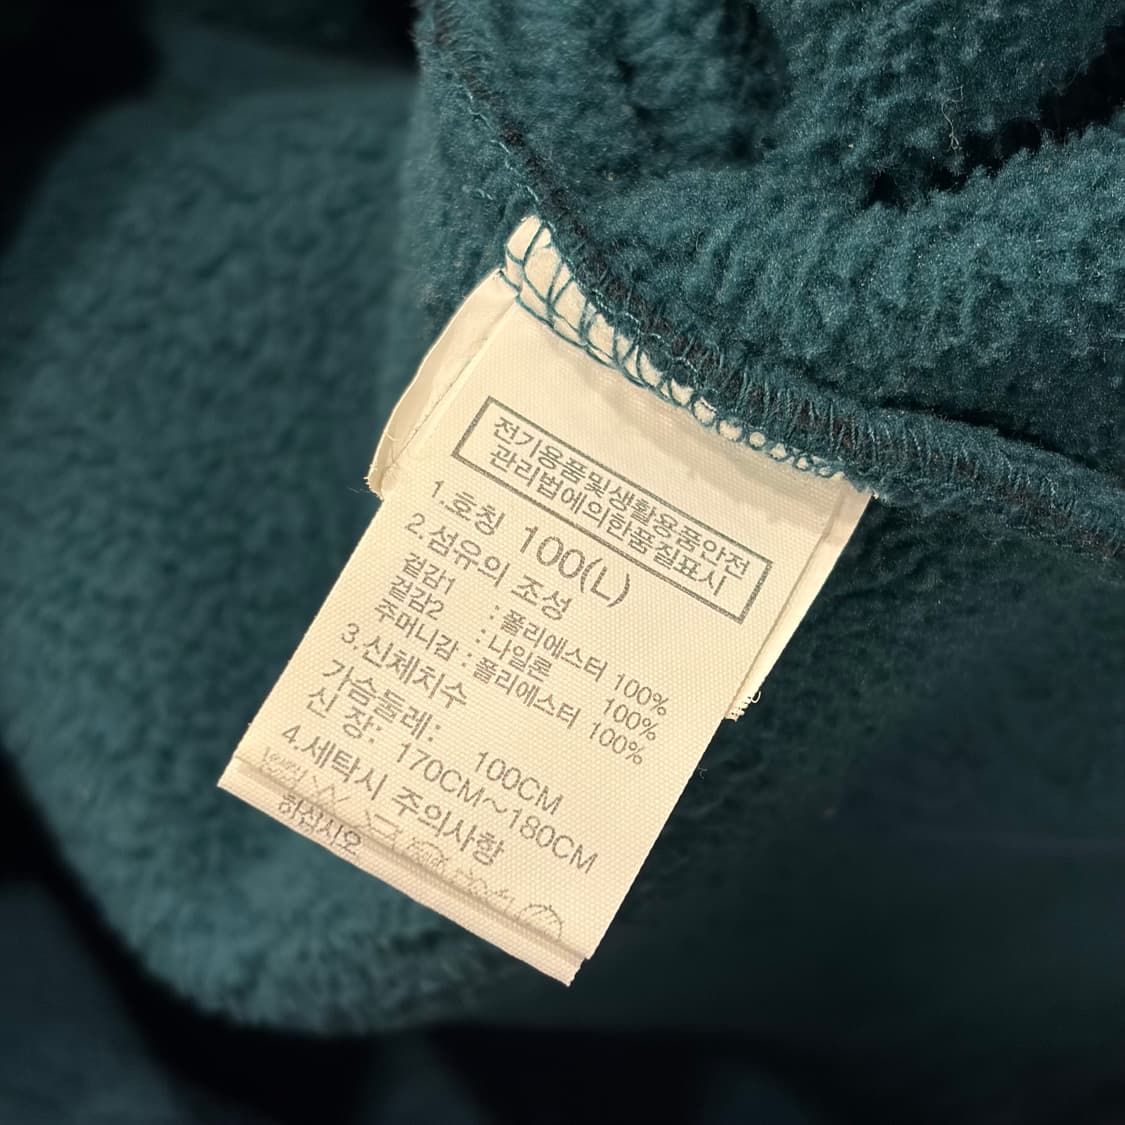 전기용품및생활용품안전
관리법에의한품질표시
1.호칭 100(L)
2.섬유의 조성
겉감1 : 폴리에스터 100%
겉감2 : 나일론 100%
주머니감 : 폴리에스터 100%
3.신체치수
가슴둘레: 100CM
신 장: 170CM~180CM
4.세탁시 주의사항
하십시오